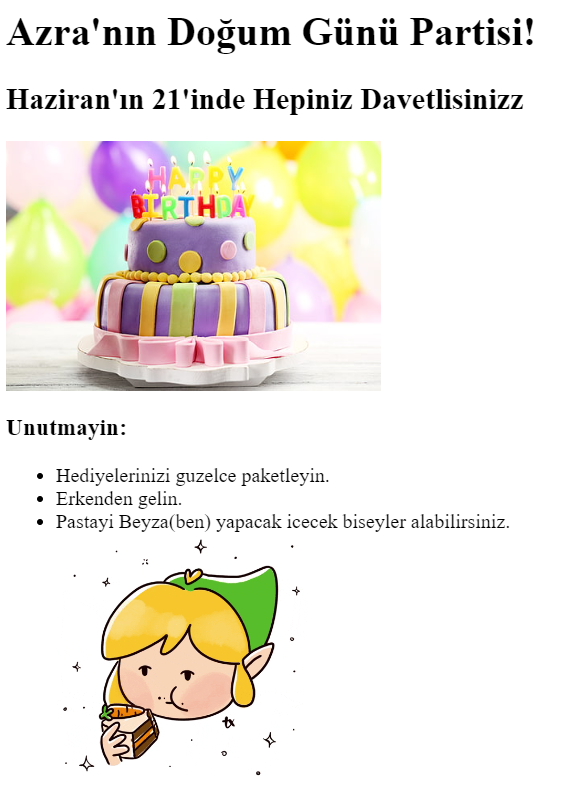 Azra'nın Doğum Günü Partisi!
Haziran'ın 21'inde Hepiniz Davetlisinizz
HAPPY
BIRTHDAY
Unutmayin:
Hediyelerinizi guzelce paketleyin.
Erkenden gelin.
Pastayi Beyza(ben) yapacak icecek biseyler alabilirsiniz.